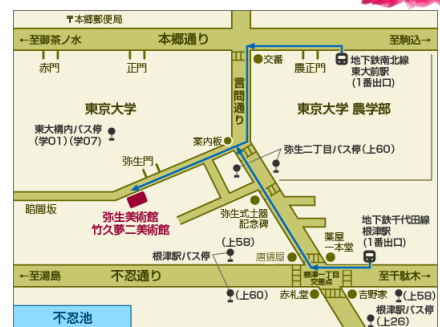 〒本郷郵便局
←至御茶ノ水
本郷通り
至駒込→
赤門
正門
交番
農正門
地下鉄南北線
東大前駅
(1番出口)
言問通り
東京大学
東京大学 農学部
東大構内バス停
(学01)(学07)
案内板
弥生二丁目バス停(上60)
弥生門
暗闇坂
弥生美術館
竹久夢二美術館
弥生式土器
記念碑
地下鉄千代田線
根津駅
(1番出口)
薬屋
一本堂
唐揚屋
(上58)
根津駅バス停
←至湯島
不忍通り
根津一丁目
交差点
至千駄木→
(上60)
赤札堂
吉野家
(上58)
根津駅バス停
(上26)
不忍池